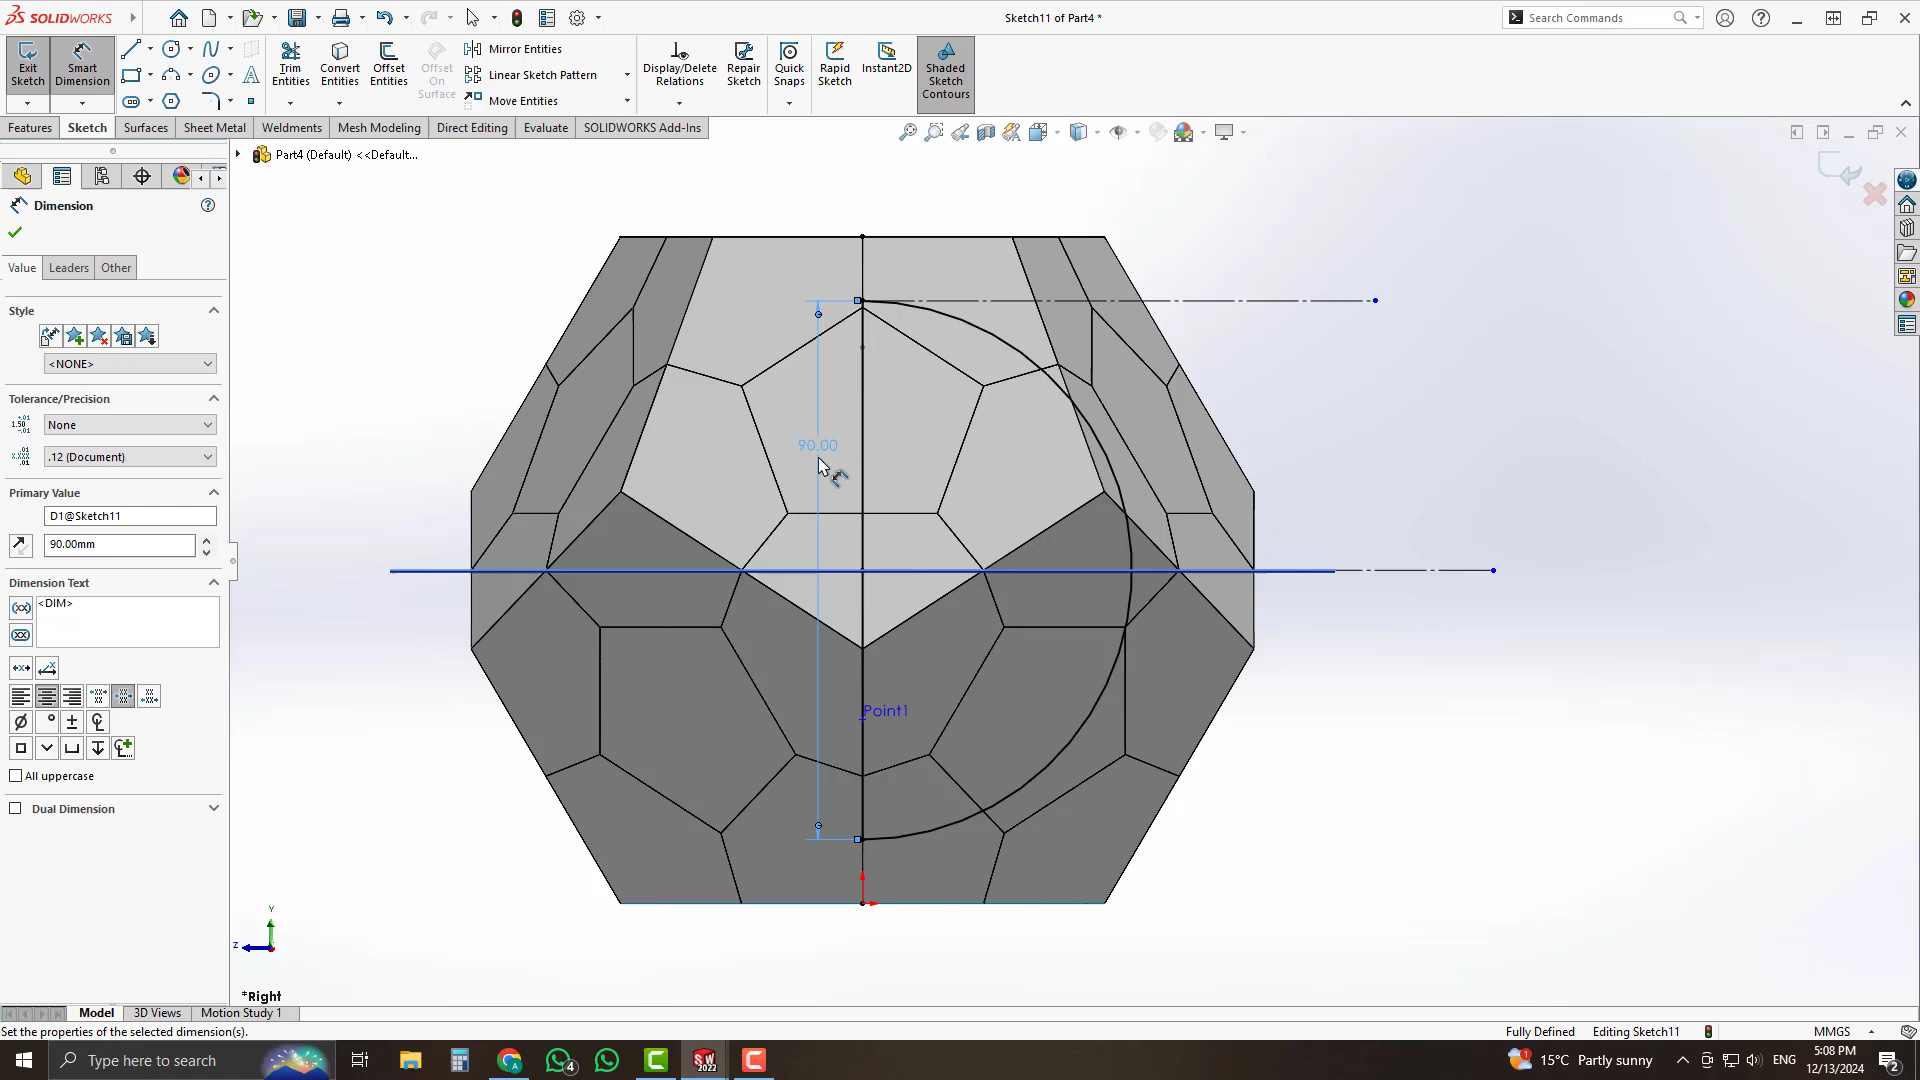 SOLIDWORKS
Sketch11 of Part4 *
Search Commands
Exit Sketch
Smart Dimension
Trim Entities
Convert Entities
Offset Entities
Offset On Surface
Mirror Entities
Linear Sketch Pattern
Move Entities
Display/Delete Relations
Repair Sketch
Quick Snaps
Rapid Sketch
Instant2D
Shaded Sketch Contours
Features
Sketch
Surfaces
Sheet Metal
Weldments
Mesh Modeling
Direct Editing
Evaluate
SOLIDWORKS Add-Ins
Part4 (Default) <<Default...
Dimension
Value
Leaders
Other
Style
<NONE>
Tolerance/Precision
None
.12 (Document)
Primary Value
D1@Sketch11
90.00mm
Dimension Text
<DIM>
All uppercase
Dual Dimension
90.00
Point1
Y
Z
*Right
Model
3D Views
Motion Study 1
Set the properties of the selected dimension(s).
Fully Defined
Editing Sketch11
MMGS
Type here to search
4
SW
2022
1
15°C Partly sunny
ENG
5:08 PM
12/13/2024
2